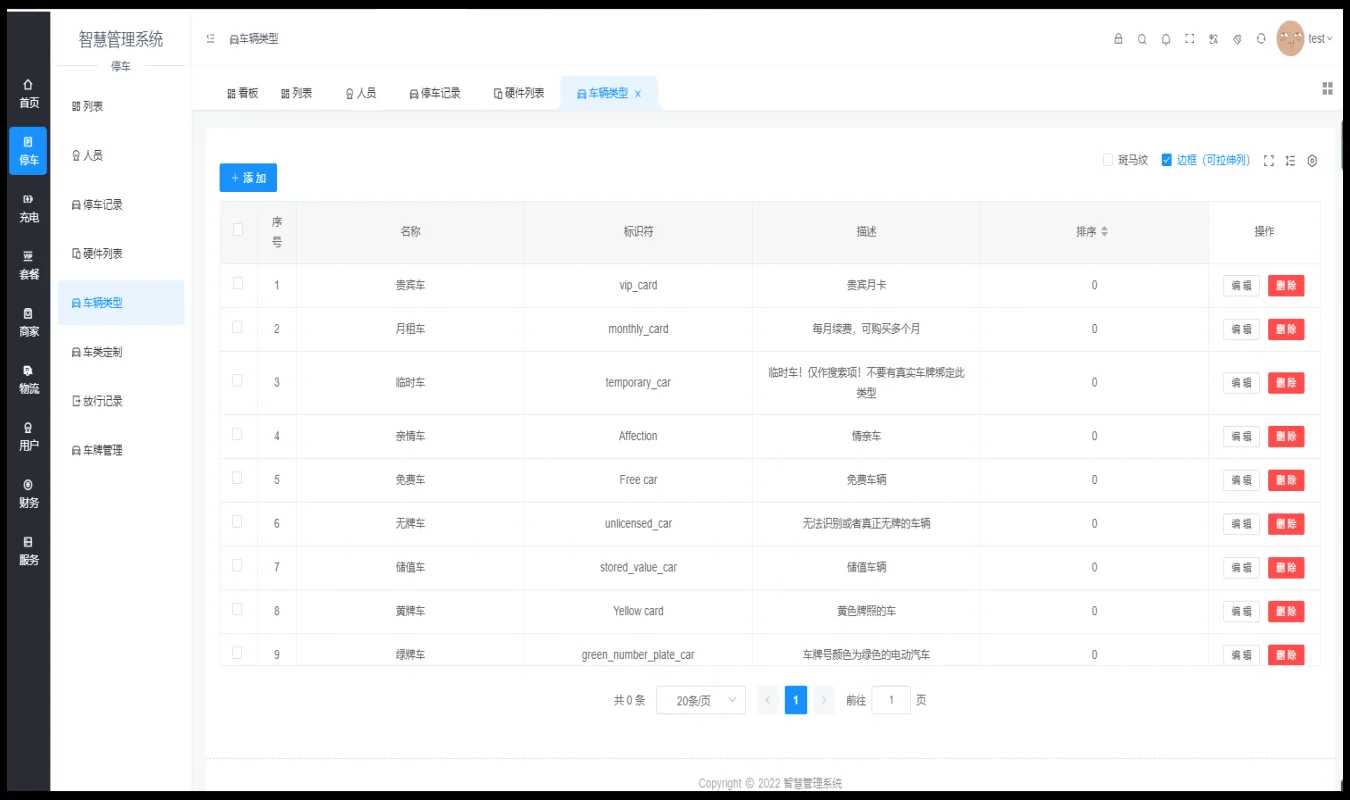 智慧管理系统
停车
首页
停车
充电
套餐
商家
物流
用户
财务
服务
列表
人员
停车记录
硬件列表
车辆类型
车类定制
放行记录
车牌管理
车辆类型
test
看板 列表 人员 停车记录 硬件列表 车辆类型 x
+ 添加
斑马纹 边框（可拉伸列）
序号 名称 标识符 描述 排序 操作
1 贵宾车 vip_card 贵宾月卡 0 编辑 删除
2 月租车 monthly_card 每月续费，可购买多个月 0 编辑 删除
3 临时车 temporary_car 临时车！仅作搜索项！不要有真实车牌绑定此
类型 0 编辑 删除
4 亲情车 Affection 情亲车 0 编辑 删除
5 免费车 Free car 免费车辆 0 编辑 删除
6 无牌车 unlicensed_car 无法识别或者真正无牌的车辆 0 编辑 删除
7 储值车 stored_value_car 储值车辆 0 编辑 删除
8 黄牌车 Yellow card 黄色牌照的车 0 编辑 删除
9 绿牌车 green_number_plate_car 车牌号颜色为绿色的电动汽车 0 编辑 删除
共 0 条 20条/页 1 前往 1 页
Copyright © 2022 智慧管理系统